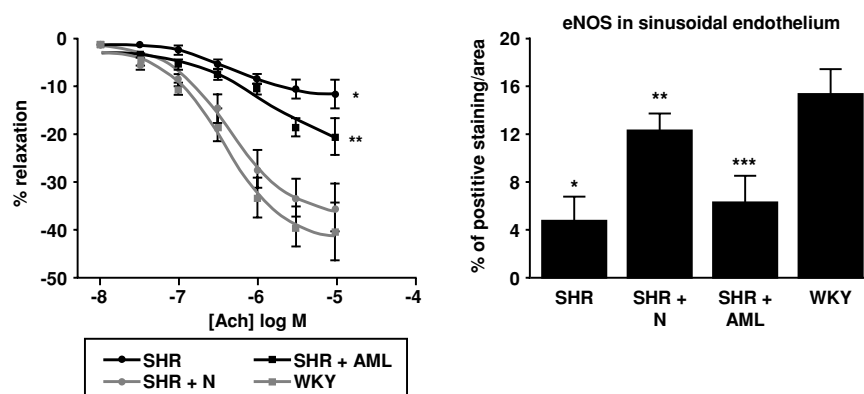 0
-10
-20
-30
-40
-50
% relaxation
*
**
-8 -7 -6 -5 -4
[Ach] log M
SHR SHR + AML
SHR + N WKY
eNOS in sinusoidal endothelium
20
16
12
8
4
0
% of postitive staining/area
*
**
***
SHR SHR + N SHR + AML WKY